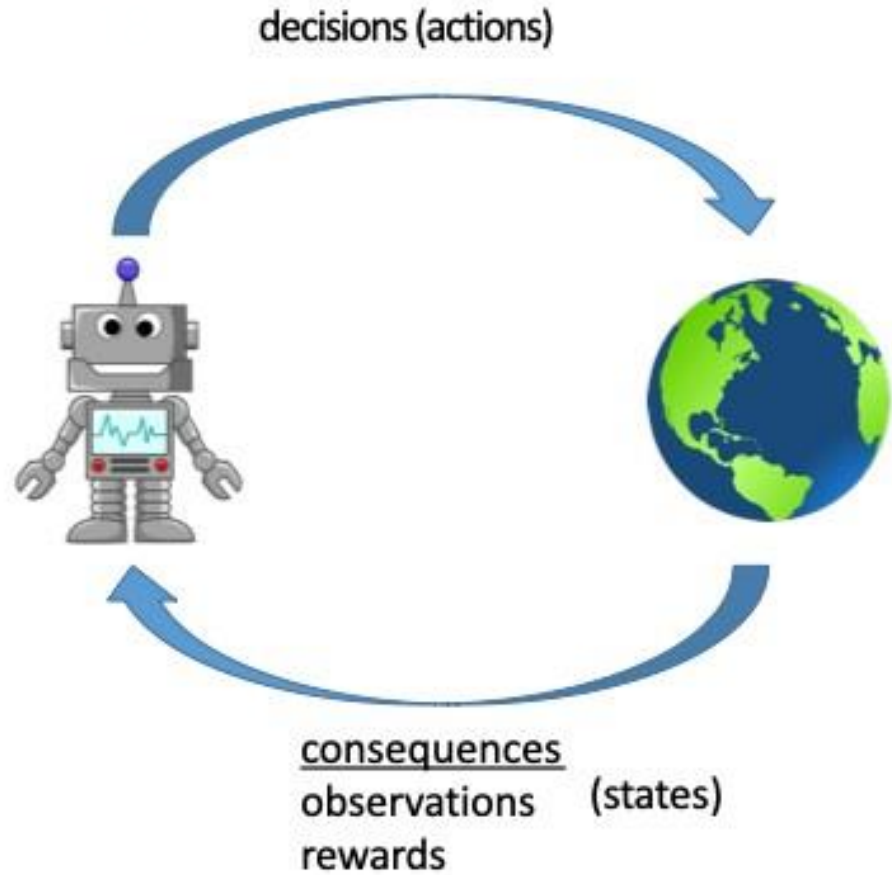 decisions (actions)
consequences
observations (states)
rewards